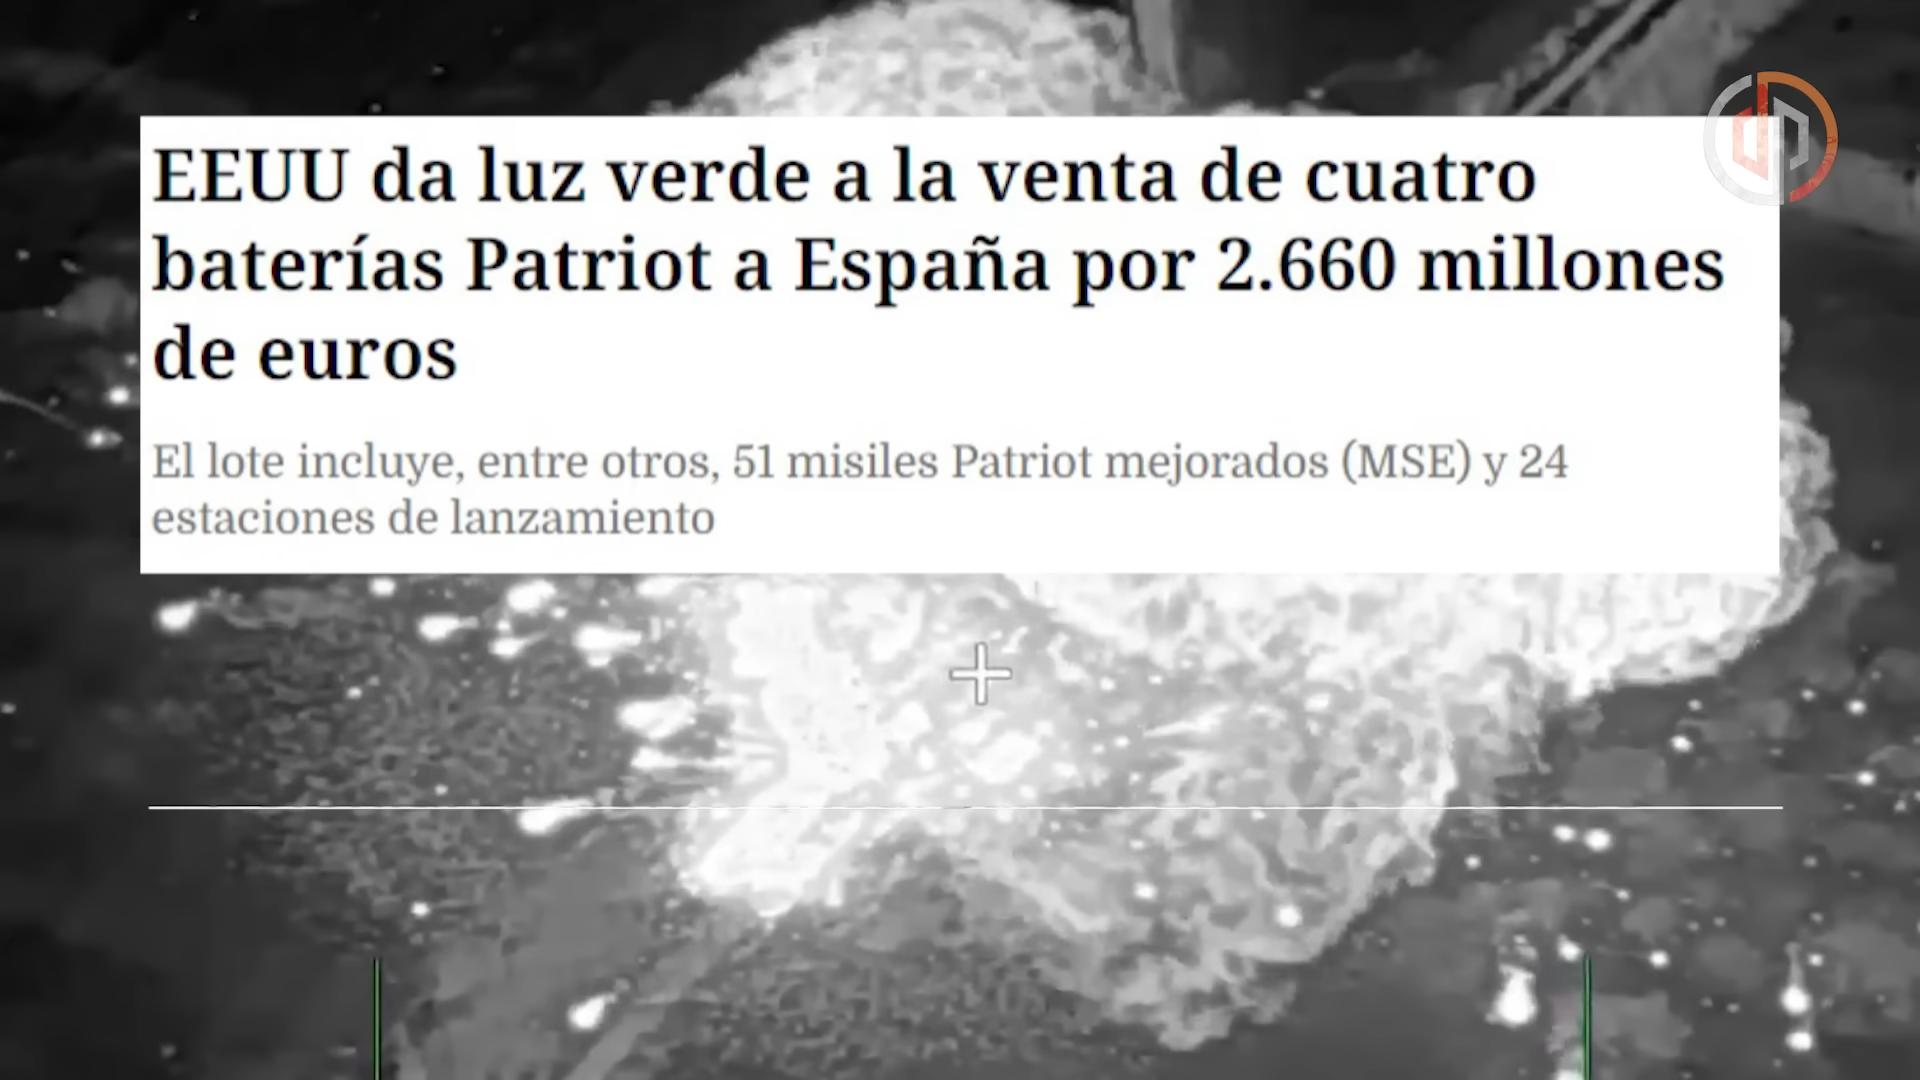 EEUU da luz verde a la venta de cuatro
baterías Patriot a España por 2.660 millones
de euros
El lote incluye, entre otros, 51 misiles Patriot mejorados (MSE) y 24
estaciones de lanzamiento